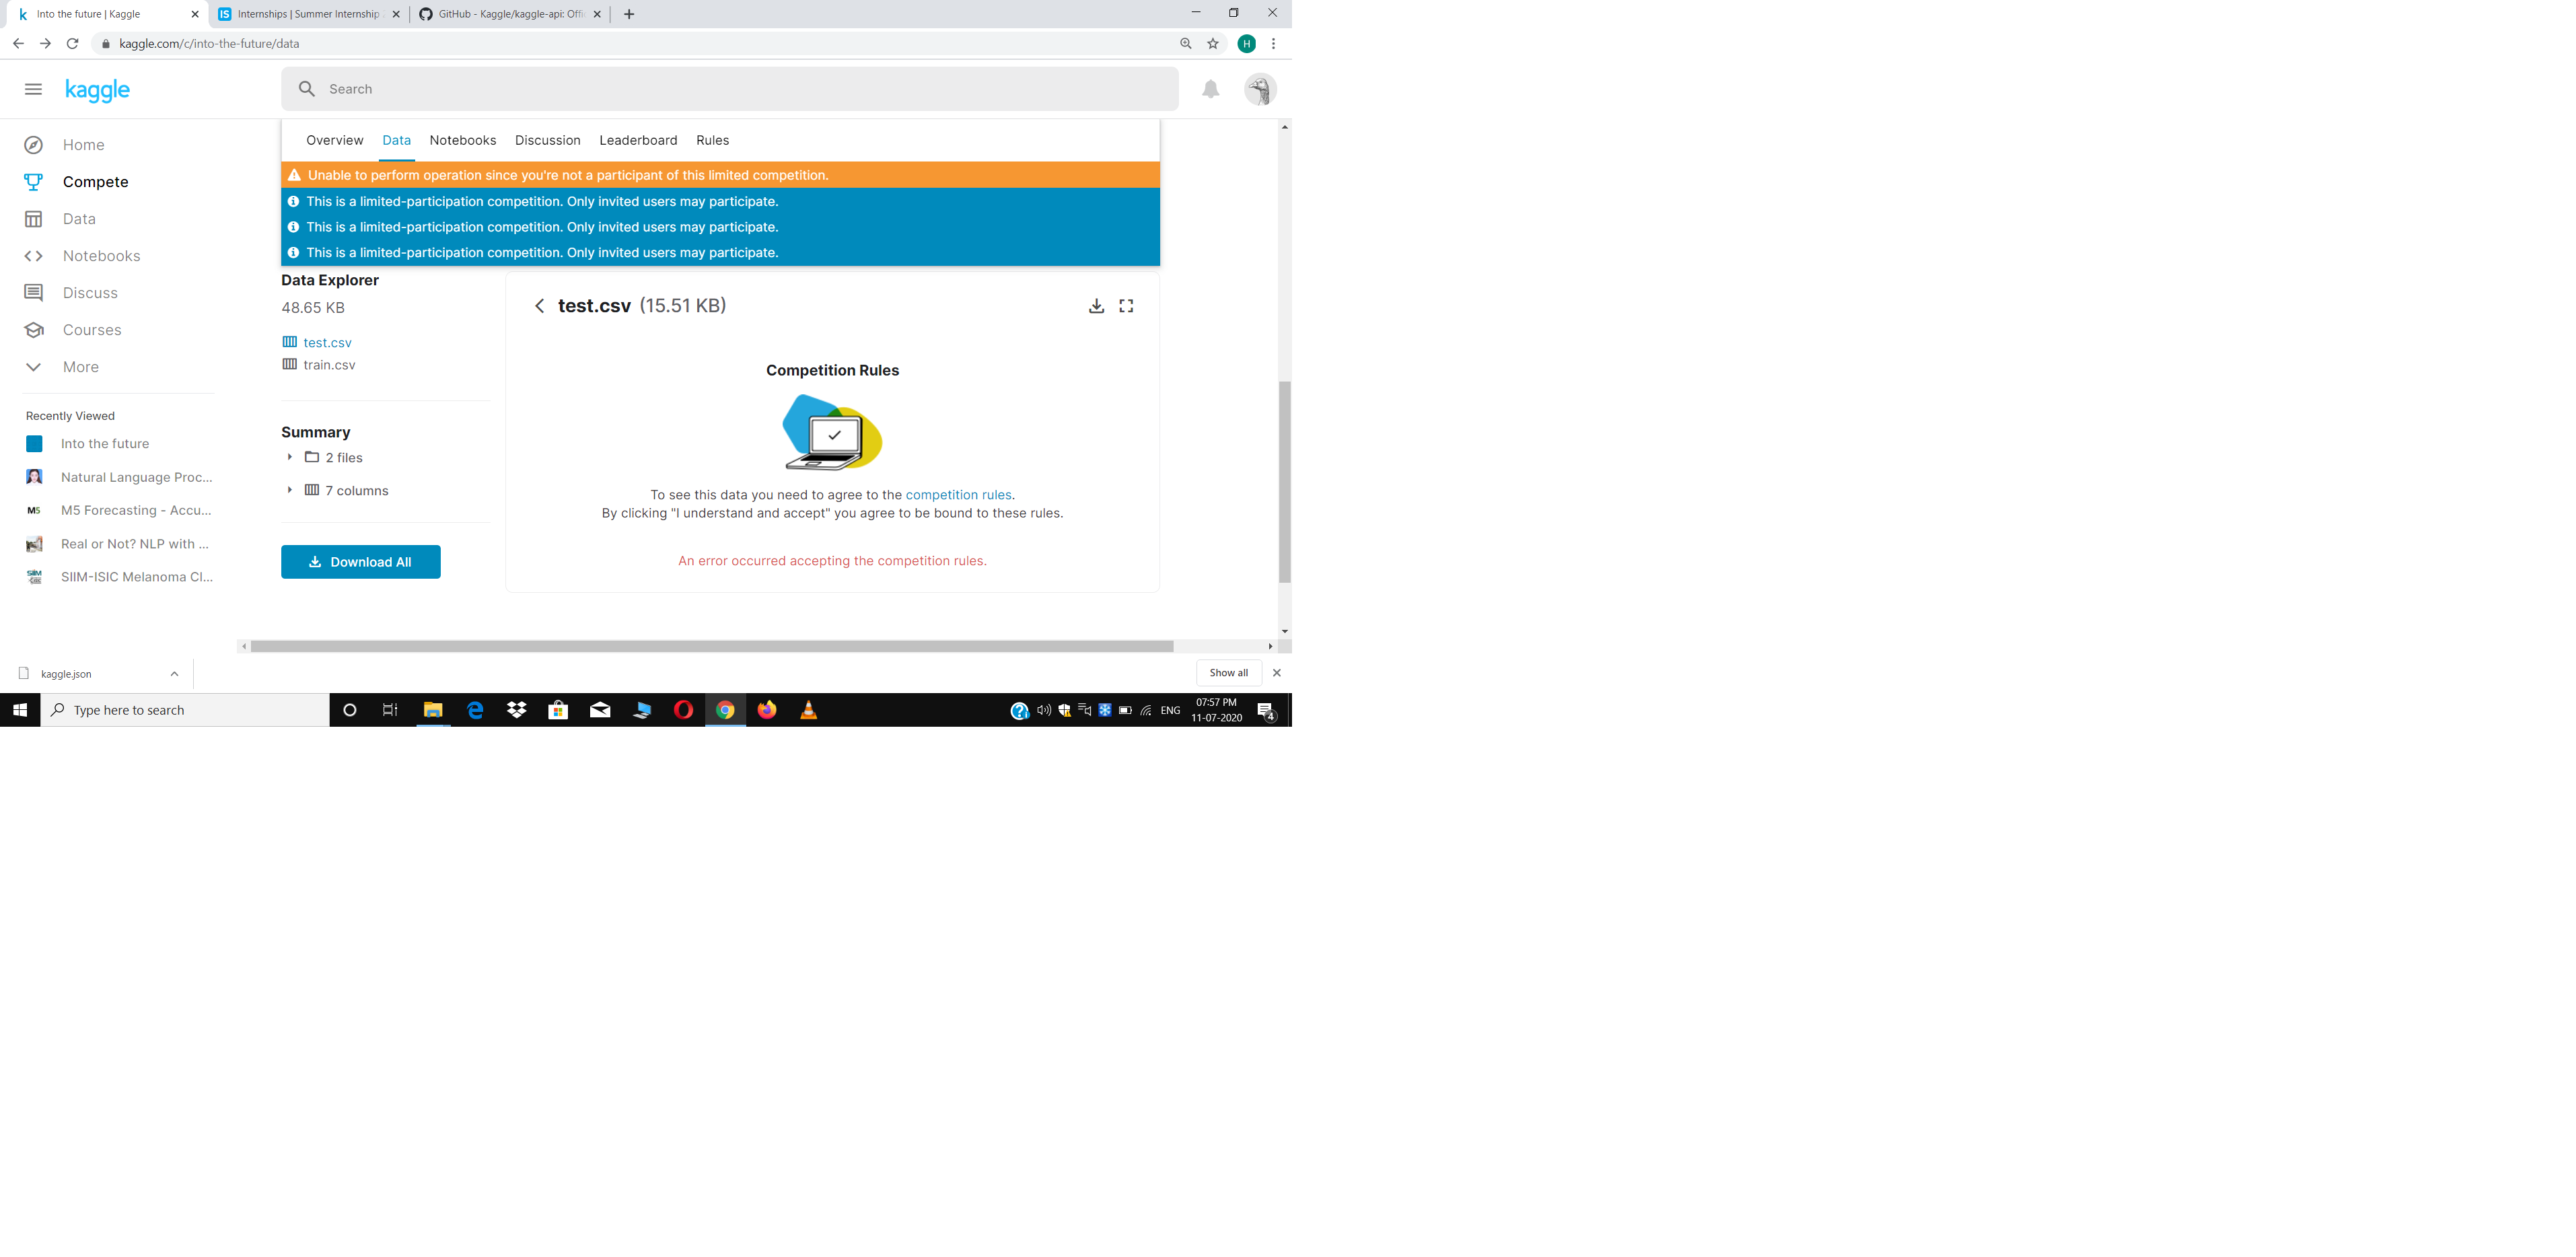 Into the future | Kaggle
Internships | Summer Internship
GitHub - Kaggle/kaggle-api: Offi
kaggle.com/c/into-the-future/data
H
kaggle
Search
Home
Compete
Data
Notebooks
Discuss
Courses
More
Recently Viewed
Into the future
Natural Language Proc...
M5 Forecasting - Accu...
Real or Not? NLP with ...
SIIM-ISIC Melanoma Cl...
Overview Data Notebooks Discussion Leaderboard Rules
Unable to perform operation since you're not a participant of this limited competition.
This is a limited-participation competition. Only invited users may participate.
This is a limited-participation competition. Only invited users may participate.
This is a limited-participation competition. Only invited users may participate.
Data Explorer
48.65 KB
test.csv
train.csv
Summary
2 files
7 columns
Download All
test.csv (15.51 KB)
Competition Rules
To see this data you need to agree to the competition rules.
By clicking "I understand and accept" you agree to be bound to these rules.
An error occurred accepting the competition rules.
kaggle.json
Show all
Type here to search
ENG
07:57 PM
11-07-2020
4